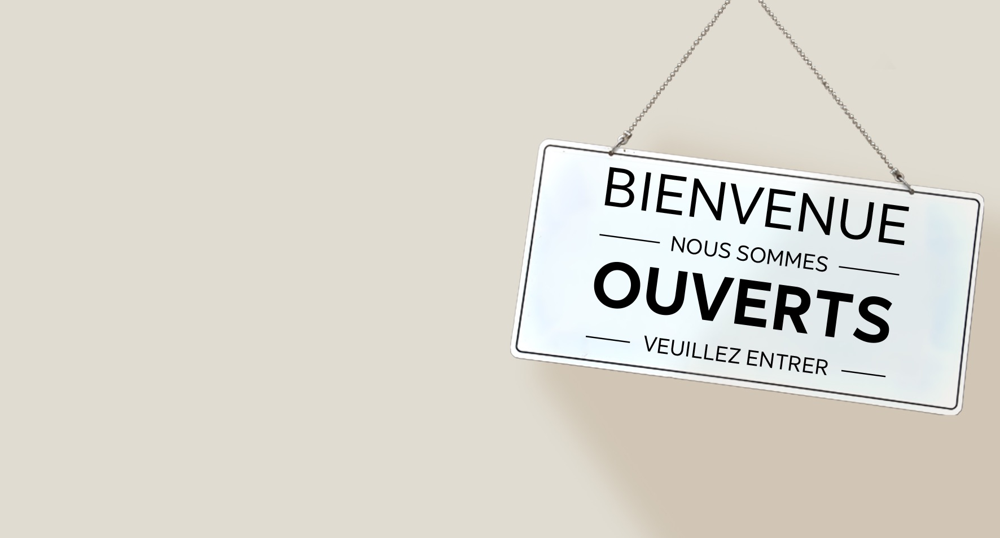 BIENVENUE
NOUS SOMMES
OUVERTS
VEUILLEZ ENTRER